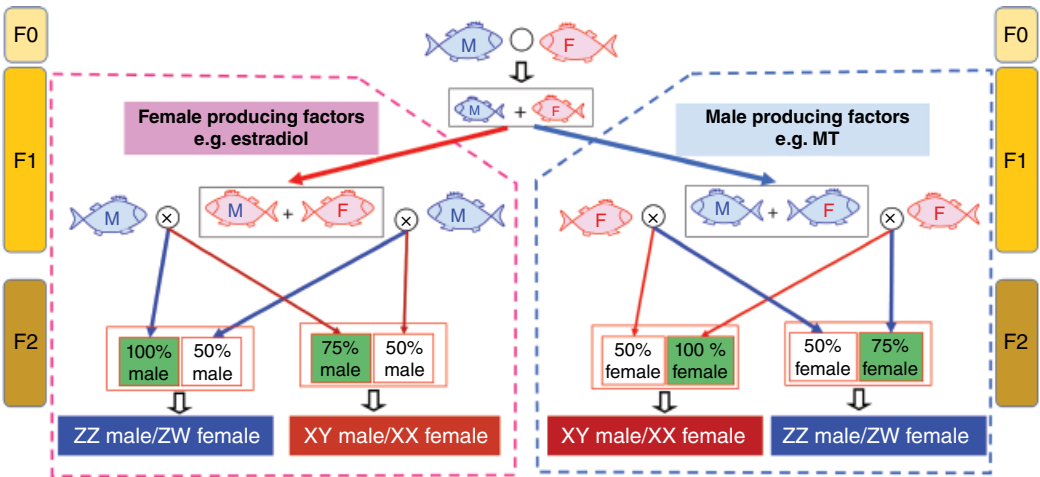 F0
F0
M
F
M
+
F
Female producing factors
e.g. estradiol
Male producing factors
e.g. MT
F1
F1
M
×
M
+
F
×
M
F
×
M
+
F
×
F
F2
F2
100%
male
50%
male
75%
male
50%
male
50%
female
100 %
female
50%
female
75%
female
ZZ male/ZW female
XY male/XX female
XY male/XX female
ZZ male/ZW female